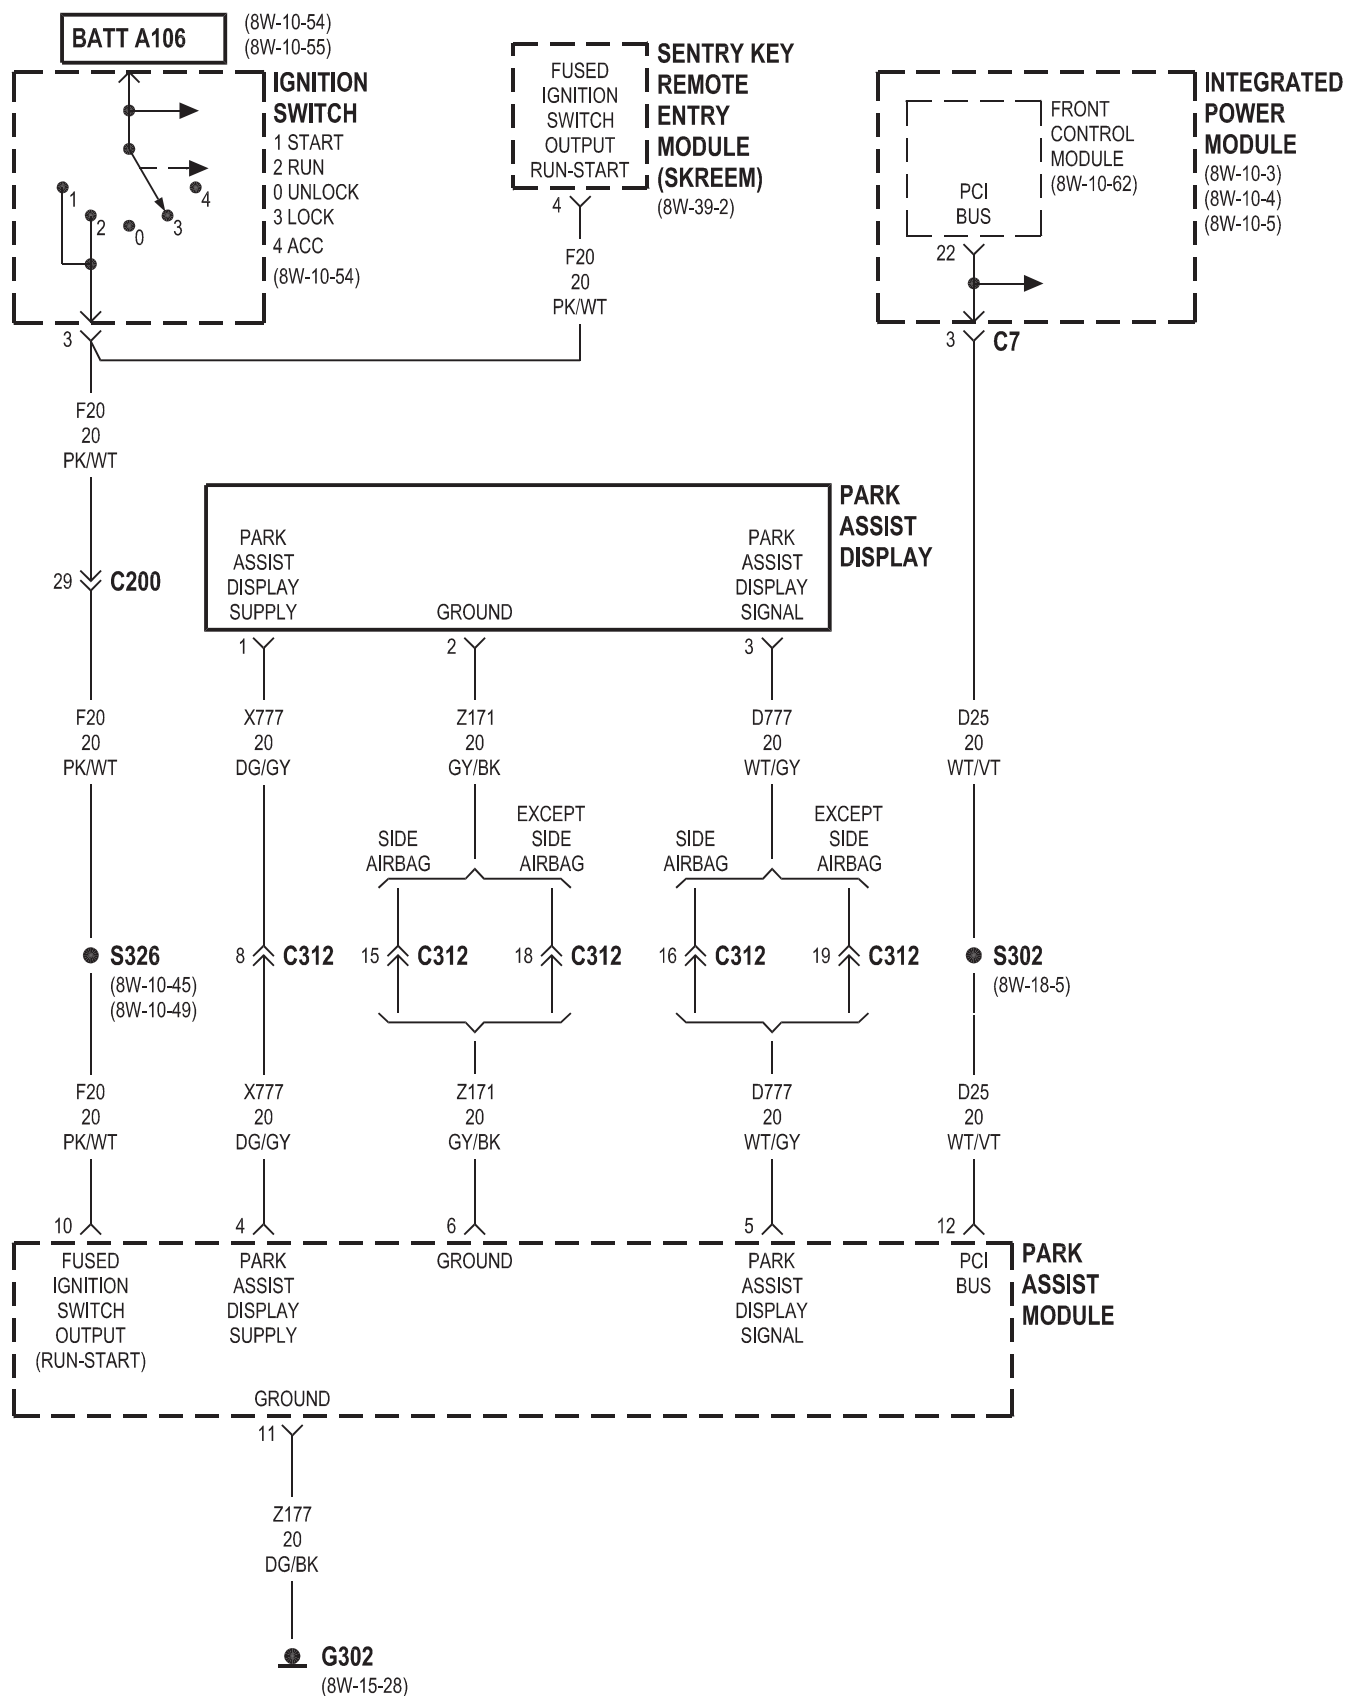 BATT A106
(8W-10-54)
(8W-10-55)
IGNITION
SWITCH
1 START
2 RUN
0 UNLOCK
3 LOCK
4 ACC
(8W-10-54)
1
2
0
3
4
3
FUSED
IGNITION
SWITCH
OUTPUT
RUN-START
SENTRY KEY
REMOTE
ENTRY
MODULE
(SKREEM)
(8W-39-2)
4
F20
20
PK/WT
PCI
BUS
FRONT
CONTROL
MODULE
(8W-10-62)
INTEGRATED
POWER
MODULE
(8W-10-3)
(8W-10-4)
(8W-10-5)
22
3 C7
F20
20
PK/WT
29 C200
PARK
ASSIST
DISPLAY
SUPPLY
GROUND
PARK
ASSIST
DISPLAY
SIGNAL
PARK
ASSIST
DISPLAY
1
2
3
F20
20
PK/WT
X777
20
DG/GY
Z171
20
GY/BK
D777
20
WT/GY
D25
20
WT/VT
SIDE
AIRBAG
EXCEPT
SIDE
AIRBAG
SIDE
AIRBAG
EXCEPT
SIDE
AIRBAG
S326
(8W-10-45)
(8W-10-49)
8 C312
15 C312
18 C312
16 C312
19 C312
S302
(8W-18-5)
F20
20
PK/WT
X777
20
DG/GY
Z171
20
GY/BK
D777
20
WT/GY
D25
20
WT/VT
10
4
6
5
12
FUSED
IGNITION
SWITCH
OUTPUT
(RUN-START)
PARK
ASSIST
DISPLAY
SUPPLY
GROUND
PARK
ASSIST
DISPLAY
SIGNAL
PCI
BUS
PARK
ASSIST
MODULE
GROUND
11
Z177
20
DG/BK
G302
(8W-15-28)